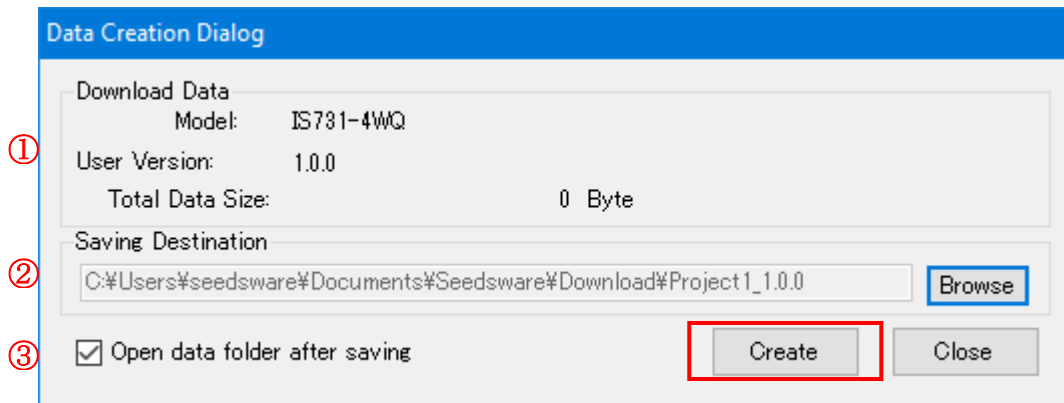 Data Creation Dialog
Download Data
Model: IS731-4WQ
① User Version: 1.0.0
Total Data Size: 0 Byte
Saving Destination
② C:¥Users¥seedsware¥Documents¥Seedsware¥Download¥Project1_1.0.0 Browse
③ Open data folder after saving Create Close